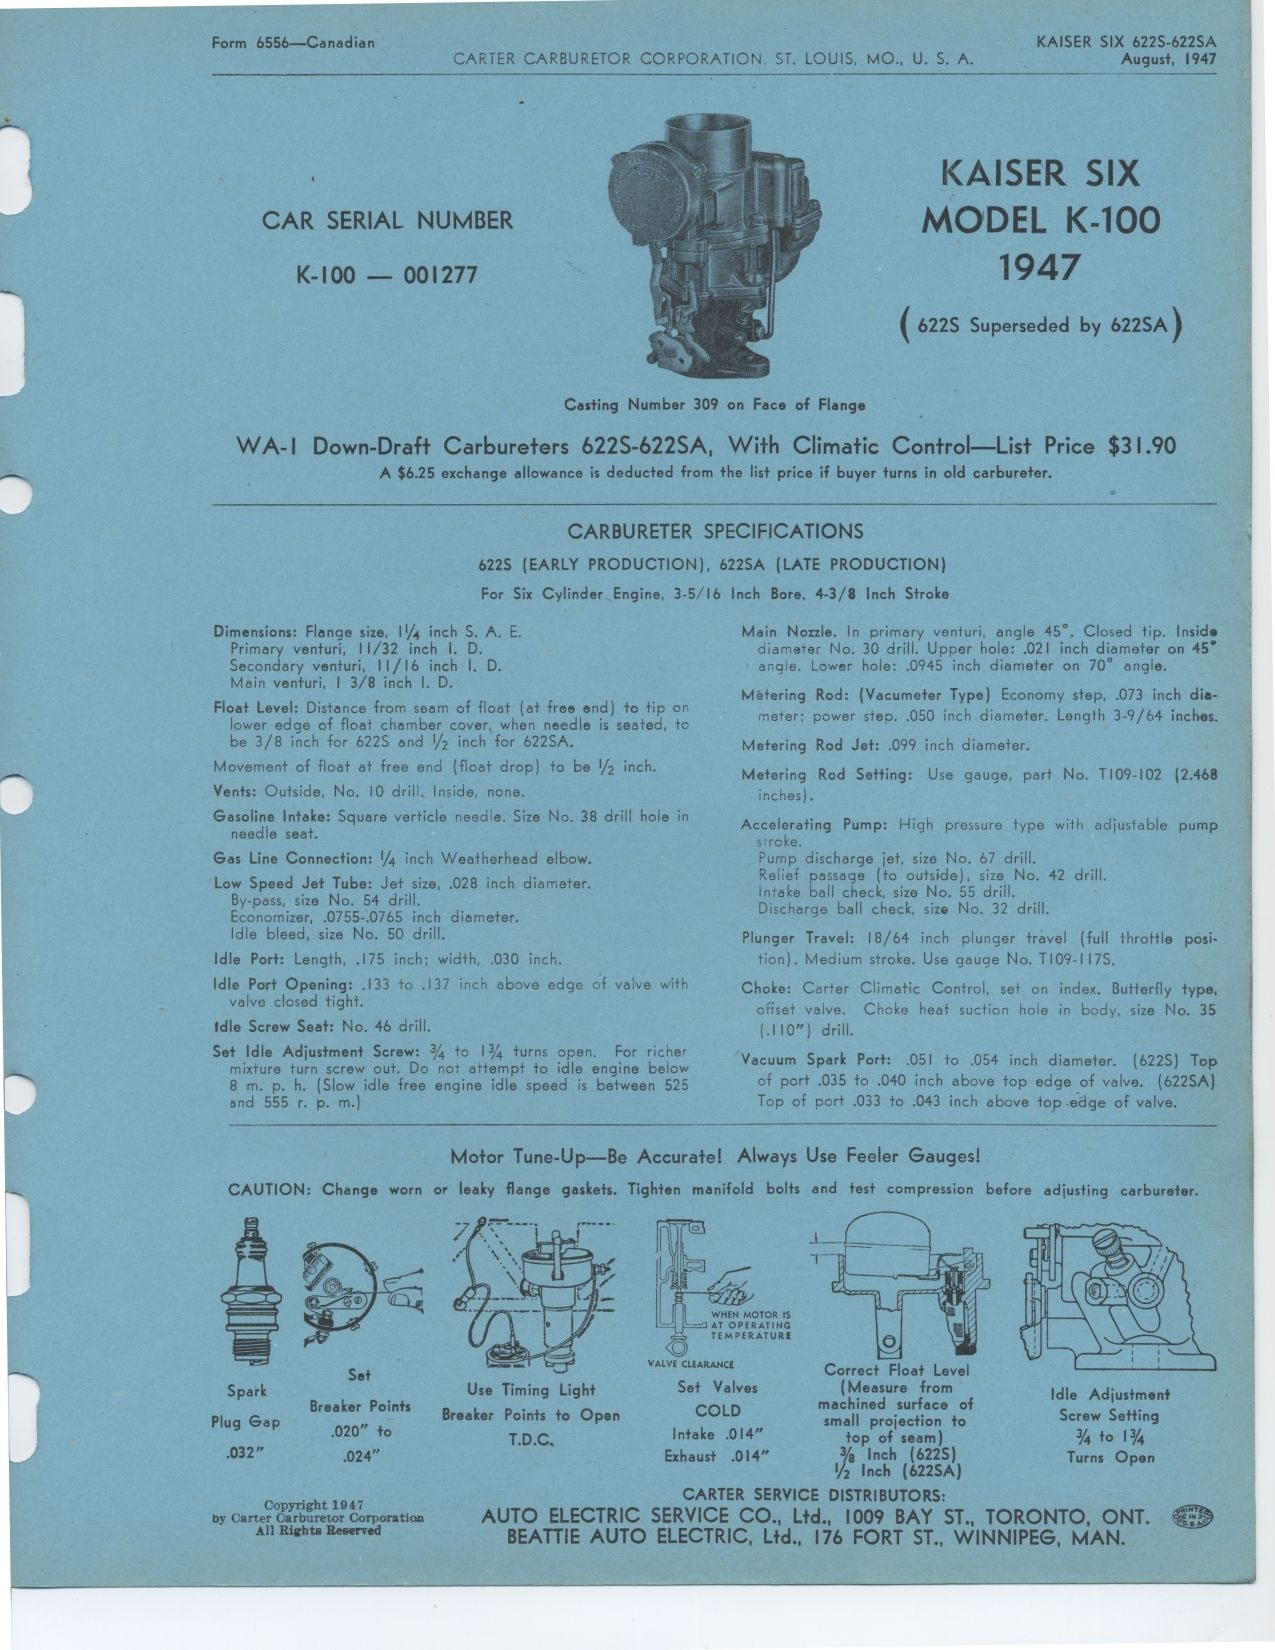 Form 6556—Canadian
KAISER SIX 622S-622SA
CARTER CARBURETOR CORPORATION. ST. LOUIS, MO., U. S. A.
August, 1947
KAISER SIX
MODEL K-100
1947
(622S Superseded by 622SA)
CAR SERIAL NUMBER
K-100 — 001277
Casting Number 309 on Face of Flange
WA-1 Down-Draft Carbureters 622S-622SA, With Climatic Control—List Price $31.90
A $6.25 exchange allowance is deducted from the list price if buyer turns in old carbureter.
CARBURETER SPECIFICATIONS
622S (EARLY PRODUCTION), 622SA (LATE PRODUCTION)
For Six Cylinder Engine, 3-5/16 Inch Bore, 4-3/8 Inch Stroke
Dimensions: Flange size, 1¼ inch S. A. E.
Primary venturi, 11/32 inch I. D.
Secondary venturi, 11/16 inch I. D.
Main venturi, 1 3/8 inch I. D.
Float Level: Distance from seam of float (at free end) to tip on
lower edge of float chamber cover, when needle is seated, to
be 3/8 inch for 622S and ½ inch for 622SA.
Movement of float at free end (float drop) to be ½ inch.
Vents: Outside, No. 10 drill. Inside, none.
Gasoline Intake: Square verticle needle. Size No. 38 drill hole in
needle seat.
Gas Line Connection: ¼ inch Weatherhead elbow.
Low Speed Jet Tube: Jet size, .028 inch diameter.
By-pass, size No. 54 drill.
Economizer, .0755-.0765 inch diameter.
Idle bleed, size No. 50 drill.
Idle Port: Length, .175 inch; width, .030 inch.
Idle Port Opening: .133 to .137 inch above edge of valve with
valve closed tight.
Idle Screw Seat: No. 46 drill.
Set Idle Adjustment Screw: ¾ to 1¾ turns open. For richer
mixture turn screw out. Do not attempt to idle engine below
8 m. p. h. (Slow idle free engine idle speed is between 525
and 555 r. p. m.)
Main Nozzle. In primary venturi, angle 45°. Closed tip. Inside
diameter No. 30 drill. Upper hole: .021 inch diameter on 45°
angle. Lower hole: .0945 inch diameter on 70° angle.
Metering Rod: (Vacumeter Type) Economy step, .073 inch dia-
meter; power step. .050 inch diameter. Length 3-9/64 inches.
Metering Rod Jet: .099 inch diameter.
Metering Rod Setting: Use gauge, part No. T109-102 (2.468
inches).
Accelerating Pump: High pressure type with adjustable pump
stroke.
Pump discharge jet, size No. 67 drill.
Relief passage (to outside), size No. 42 drill.
Intake ball check, size No. 55 drill.
Discharge ball check, size No. 32 drill.
Plunger Travel: 18/64 inch plunger travel (full throttle posi-
tion). Medium stroke. Use gauge No. T109-117S.
Choke: Carter Climatic Control, set on index. Butterfly type,
offset valve. Choke heat suction hole in body, size No. 35
(.110") drill.
Vacuum Spark Port: .051 to .054 inch diameter. (622S) Top
of port .035 to .040 inch above top edge of valve. (622SA)
Top of port .033 to .043 inch above top edge of valve.
Motor Tune-Up—Be Accurate! Always Use Feeler Gauges!
CAUTION: Change worn or leaky flange gaskets. Tighten manifold bolts and test compression before adjusting carbureter.
Spark
Plug Gap
.032"
Set
Breaker Points
.020" to
.024"
Use Timing Light
Breaker Points to Open
T.D.C.
WHEN MOTOR IS
AT OPERATING
TEMPERATURE
VALVE CLEARANCE
Set Valves
COLD
Intake .014"
Exhaust .014"
Correct Float Level
(Measure from
machined surface of
small projection to
top of seam)
⅜ Inch (622S)
½ Inch (622SA)
Idle Adjustment
Screw Setting
¾ to 1¾
Turns Open
Copyright 1947
by Carter Carburetor Corporation
All Rights Reserved
CARTER SERVICE DISTRIBUTORS:
AUTO ELECTRIC SERVICE CO., Ltd., 1009 BAY ST., TORONTO, ONT.
BEATTIE AUTO ELECTRIC, Ltd., 176 FORT ST., WINNIPEG, MAN.
PRINTED
IN
U.S.A.